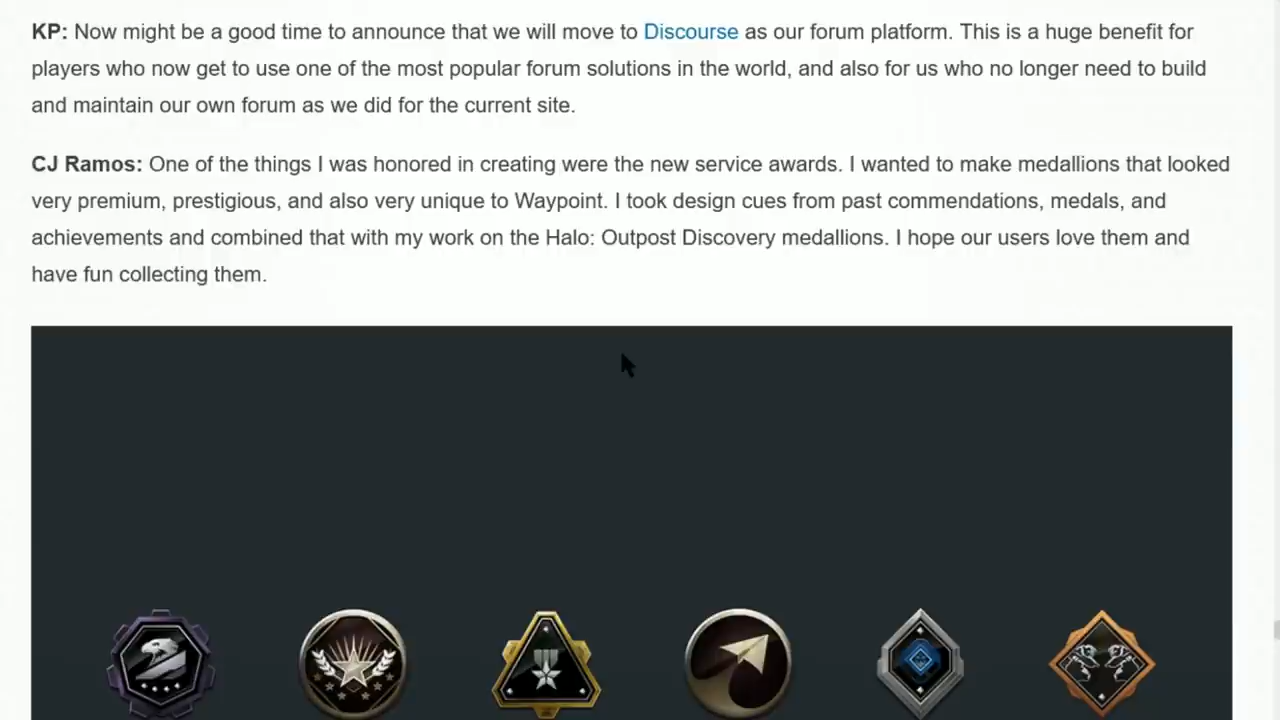 KP: Now might be a good time to announce that we will move to Discourse as our forum platform. This is a huge benefit for
players who now get to use one of the most popular forum solutions in the world, and also for us who no longer need to build
and maintain our own forum as we did for the current site.
CJ Ramos: One of the things I was honored in creating were the new service awards. I wanted to make medallions that looked
very premium, prestigious, and also very unique to Waypoint. I took design cues from past commendations, medals, and
achievements and combined that with my work on the Halo: Outpost Discovery medallions. I hope our users love them and
have fun collecting them.